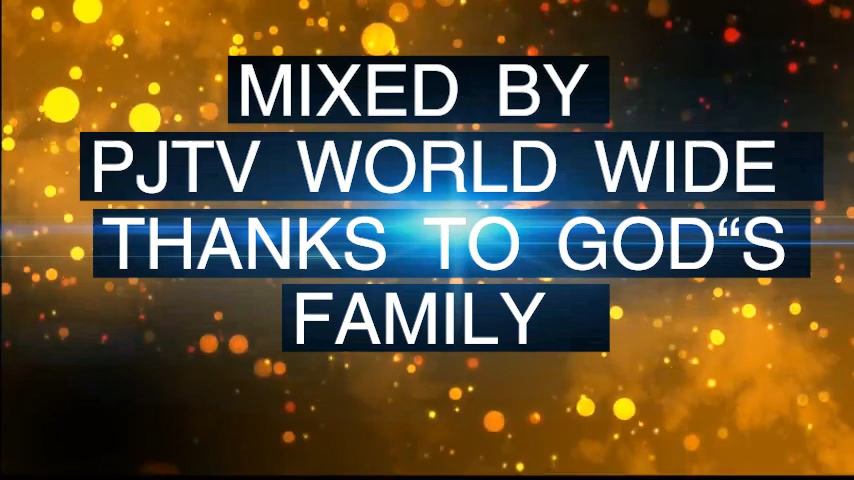 MIXED BY
PJTV WORLD WIDE
THANKS TO GOD“S
FAMILY